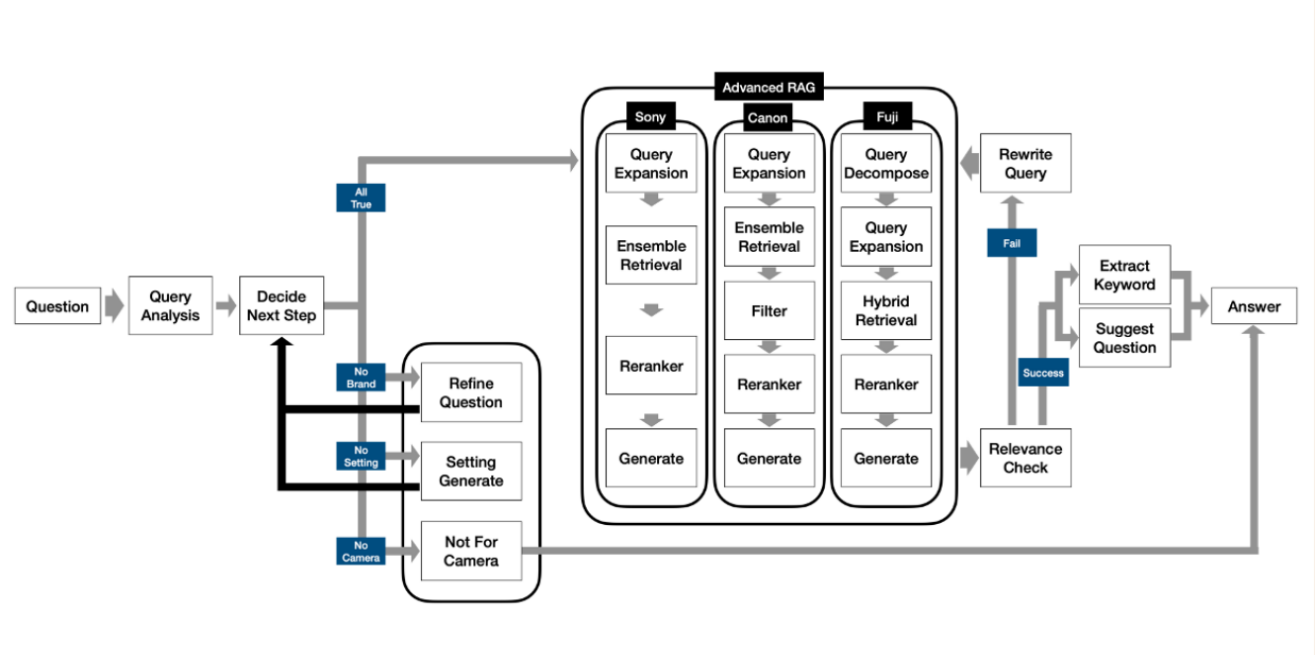 Advanced RAG
Sony
Canon
Fuji
Query
Expansion
Ensemble
Retrieval
Reranker
Generate
Query
Expansion
Ensemble
Retrieval
Filter
Reranker
Generate
Query
Decompose
Query
Expansion
Hybrid
Retrieval
Reranker
Generate
Rewrite
Query
Fail
Success
Relevance
Check
Extract
Keyword
Suggest
Question
Answer
Question
Query
Analysis
Decide
Next Step
All
True
No
Brand
Refine
Question
No
Setting
Setting
Generate
No
Camera
Not For
Camera